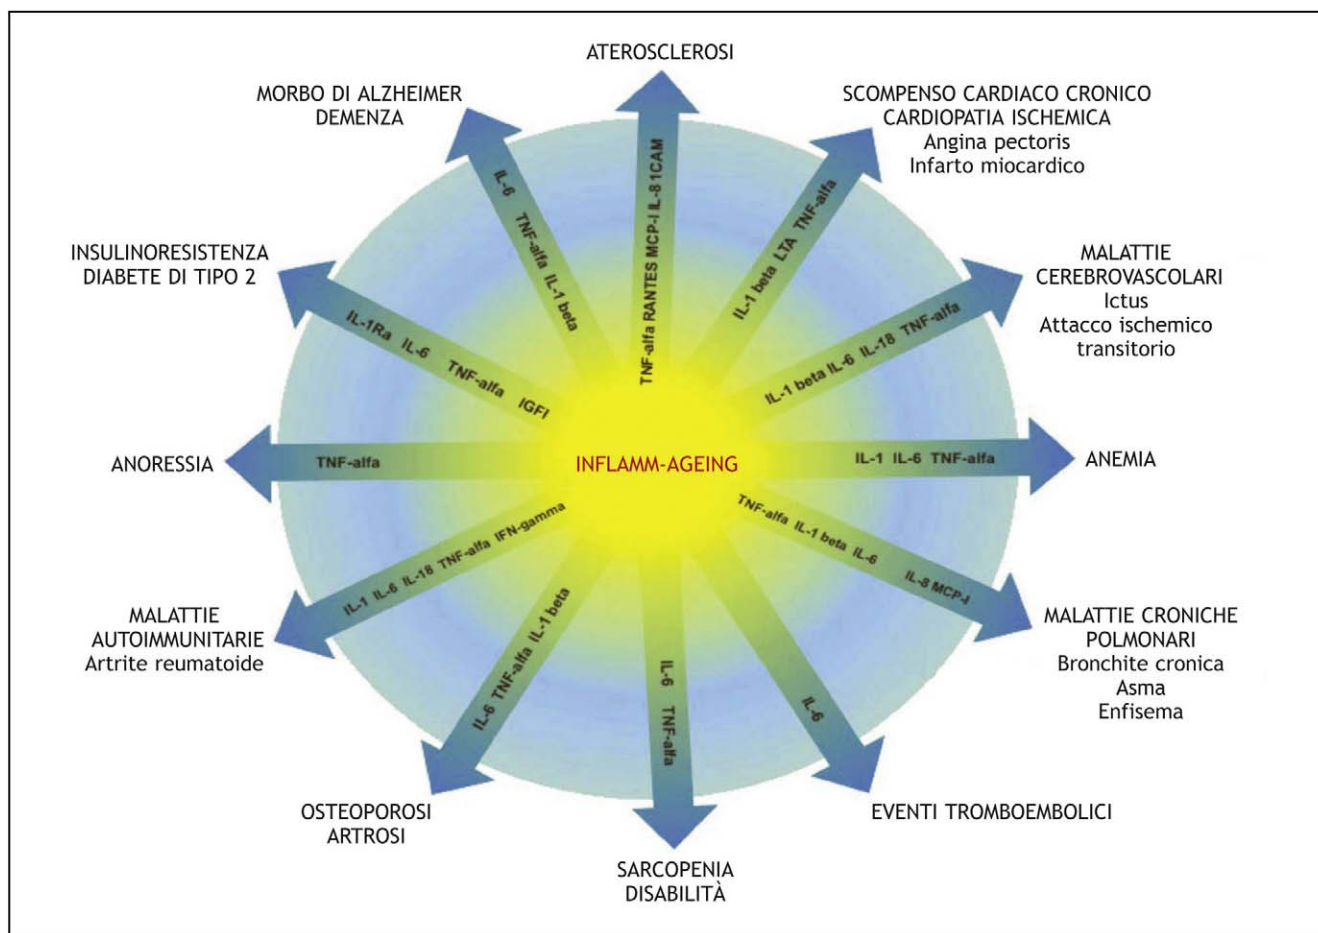 ATEROSCLEROSI
TNF-alfa RANTES MCP-I IL-8 1CAM
SCOMPENSO CARDIACO CRONICO
CARDIOPATIA ISCHEMICA
Angina pectoris
Infarto miocardico
IL-1 beta LTA TNF-alfa
MALATTIE
CEREBROVASCOLARI
Ictus
Attacco ischemico
transitorio
IL-1 beta IL-6 IL-18 TNF-alfa
ANEMIA
IL-1 IL-6 TNF-alfa
MALATTIE CRONICHE
POLMONARI
Bronchite cronica
Asma
Enfisema
TNF-alfa IL-1 beta IL-6 IL-8 MCP-I
EVENTI TROMBOEMBOLICI
IL-6
SARCOPENIA
DISABILITÀ
IL-6 TNF-alfa
OSTEOPOROSI
ARTROSI
IL-6 TNF-alfa IL-1 beta
MALATTIE
AUTOIMMUNITARIE
Artrite reumatoide
IL-1 IL-6 IL-18 TNF-alfa IFN-gamma
ANORESSIA
TNF-alfa
INSULINORESISTENZA
DIABETE DI TIPO 2
IL-1Ra IL-6 TNF-alfa IGFI
MORBO DI ALZHEIMER
DEMENZA
IL-6 TNF-alfa IL-1 beta
INFLAMM-AGEING